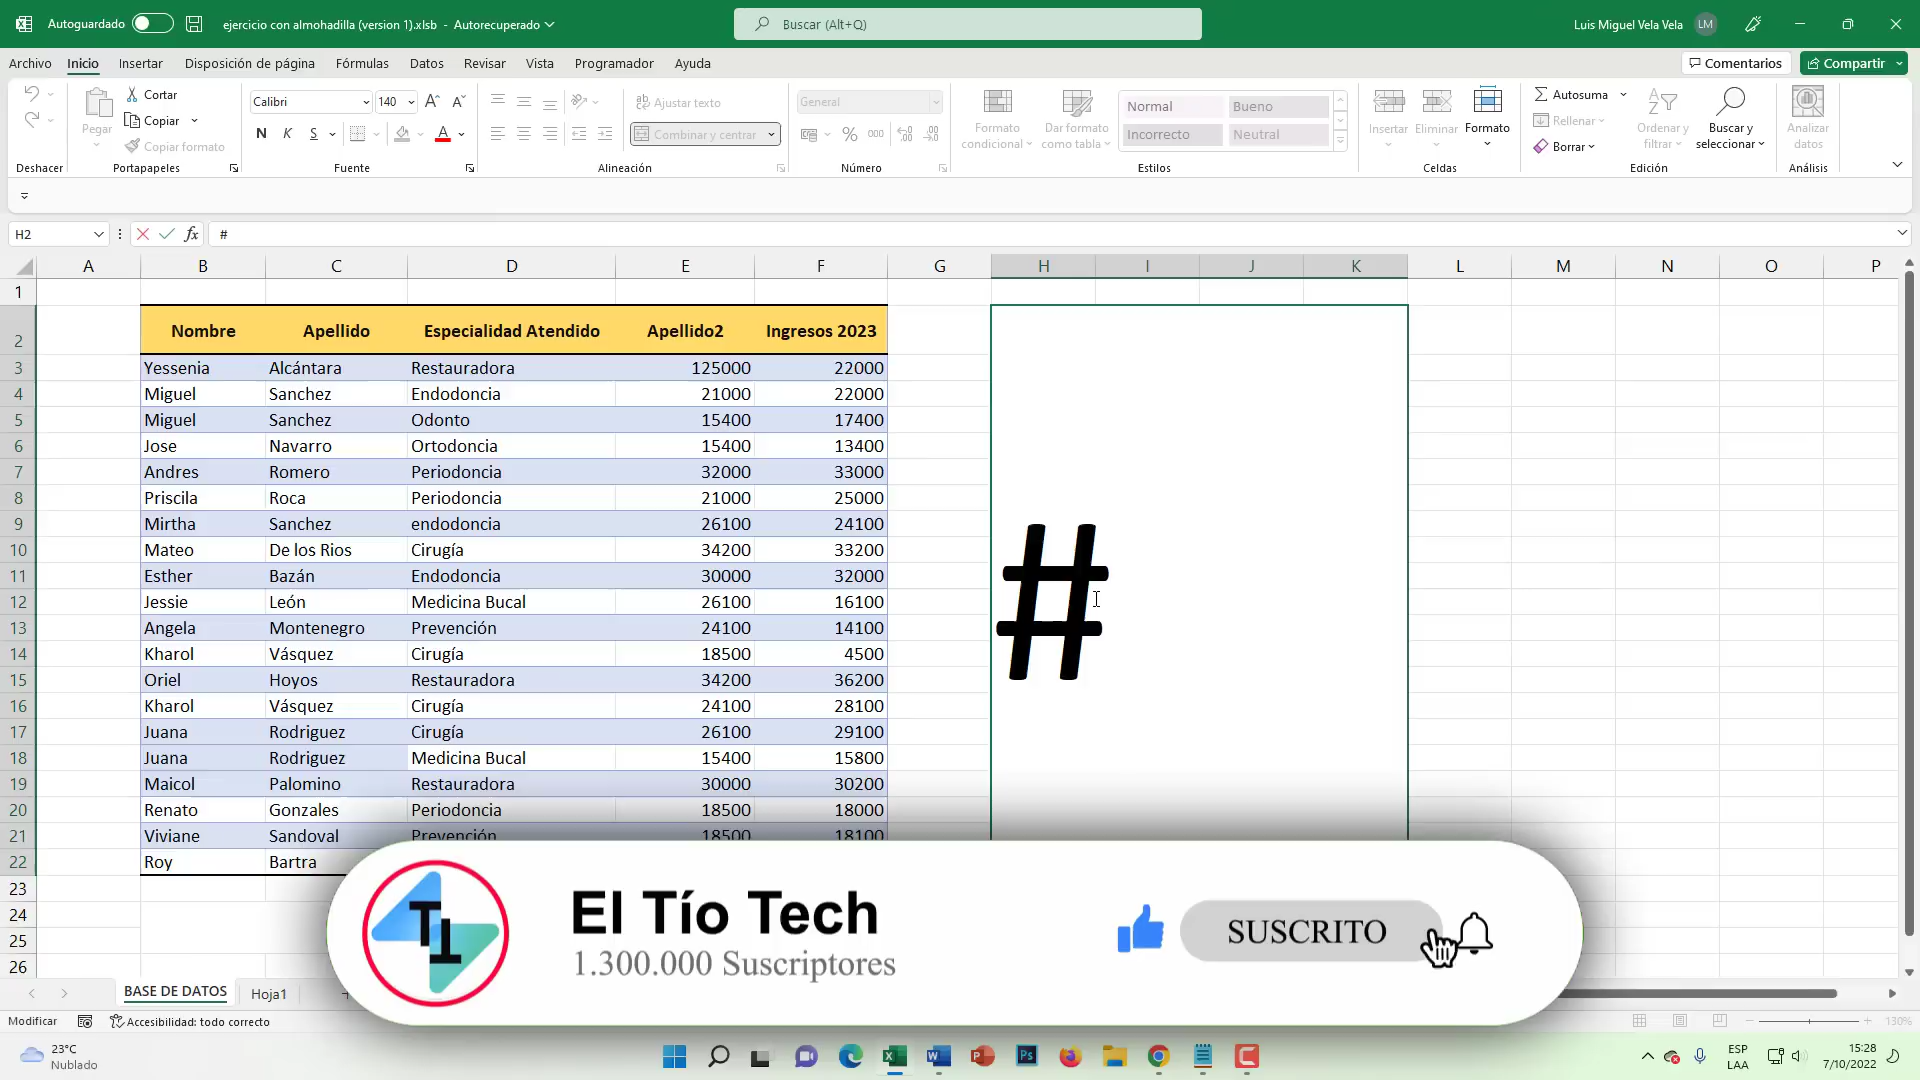 Autoguardado ejercicio con almohadilla (version 1).xlsb - Autorecuperado Buscar (Alt+Q) Luis Miguel Vela Vela LM
Archivo Inicio Insertar Disposición de página Fórmulas Datos Revisar Vista Programador Ayuda Comentarios Compartir
Pegar Cortar Copiar Copiar formato
Calibri 140 N K S A
Ajustar texto Combinar y centrar
General % 000
Formato condicional Dar formato como tabla
Normal Bueno
Incorrecto Neutral
Insertar Eliminar Formato
Autosuma Rellenar Borrar
Ordenar y filtrar Buscar y seleccionar Analizar datos
Deshacer Portapapeles Fuente Alineación Número Estilos Celdas Edición Análisis
H2 fx #
A B C D E F G H I J K L M N O P
1
2 Nombre Apellido Especialidad Atendido Apellido2 Ingresos 2023
3 Yessenia Alcántara Restauradora 125000 22000
4 Miguel Sanchez Endodoncia 21000 22000
5 Miguel Sanchez Odonto 15400 17400
6 Jose Navarro Ortodoncia 15400 13400
7 Andres Romero Periodoncia 32000 33000
8 Priscila Roca Periodoncia 21000 25000
9 Mirtha Sanchez endodoncia 26100 24100
10 Mateo De los Rios Cirugía 34200 33200
11 Esther Bazán Endodoncia 30000 32000
12 Jessie León Medicina Bucal 26100 16100
13 Angela Montenegro Prevención 24100 14100
14 Kharol Vásquez Cirugía 18500 4500
15 Oriel Hoyos Restauradora 34200 36200
16 Kharol Vásquez Cirugía 24100 28100
17 Juana Rodriguez Cirugía 26100 29100
18 Juana Rodriguez Medicina Bucal 15400 15800
19 Maicol Palomino Restauradora 30000 30200
20 Renato Gonzales Periodoncia 18500 18000
21 Viviane Sandoval Prevención 18500 18100
22 Roy Bartra
23
24
25
26
#
El Tío Tech
1.300.000 Suscriptores
SUSCRITO
BASE DE DATOS Hoja1
Modificar Accesibilidad: todo correcto 130%
23°C
Nublado
ESP
LAA
15:28
7/10/2022